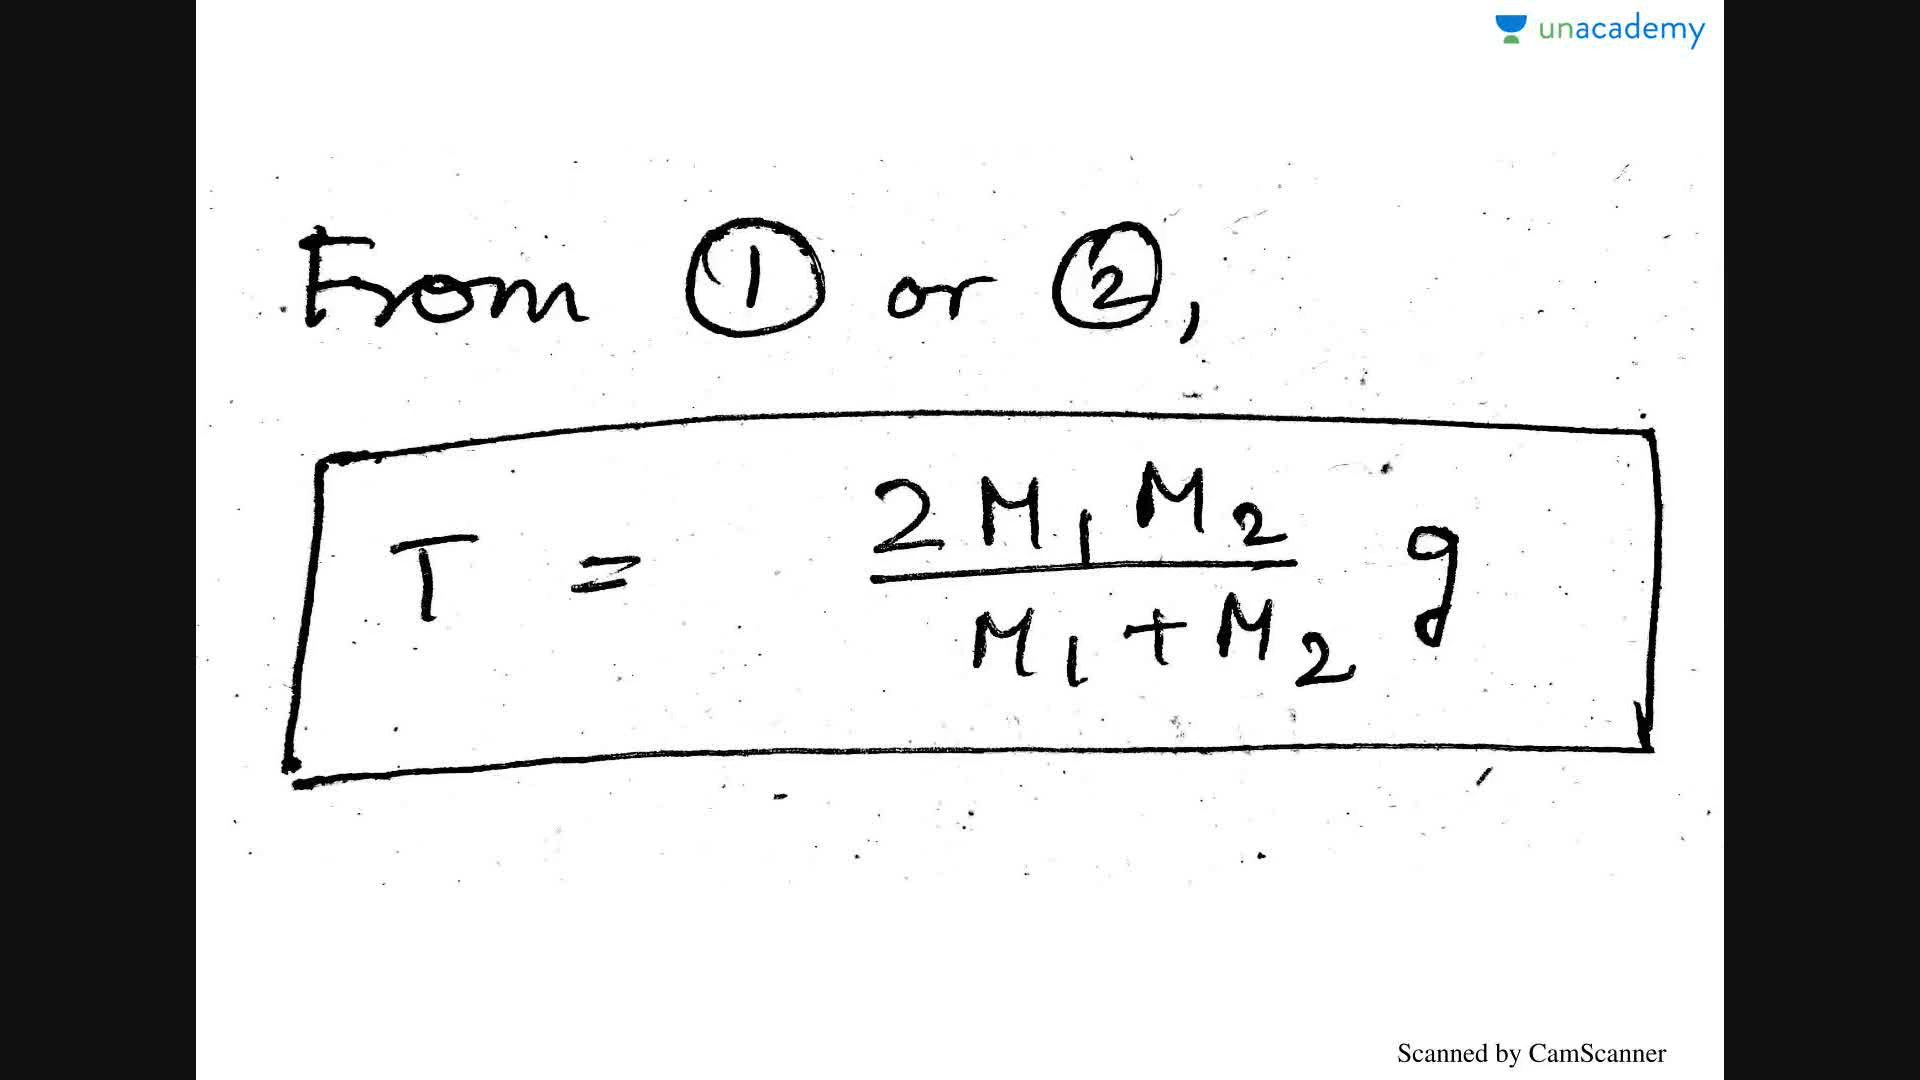 unacademy
From ① or ②,
T = 2M₁M₂ / M₁+M₂ g
Scanned by CamScanner